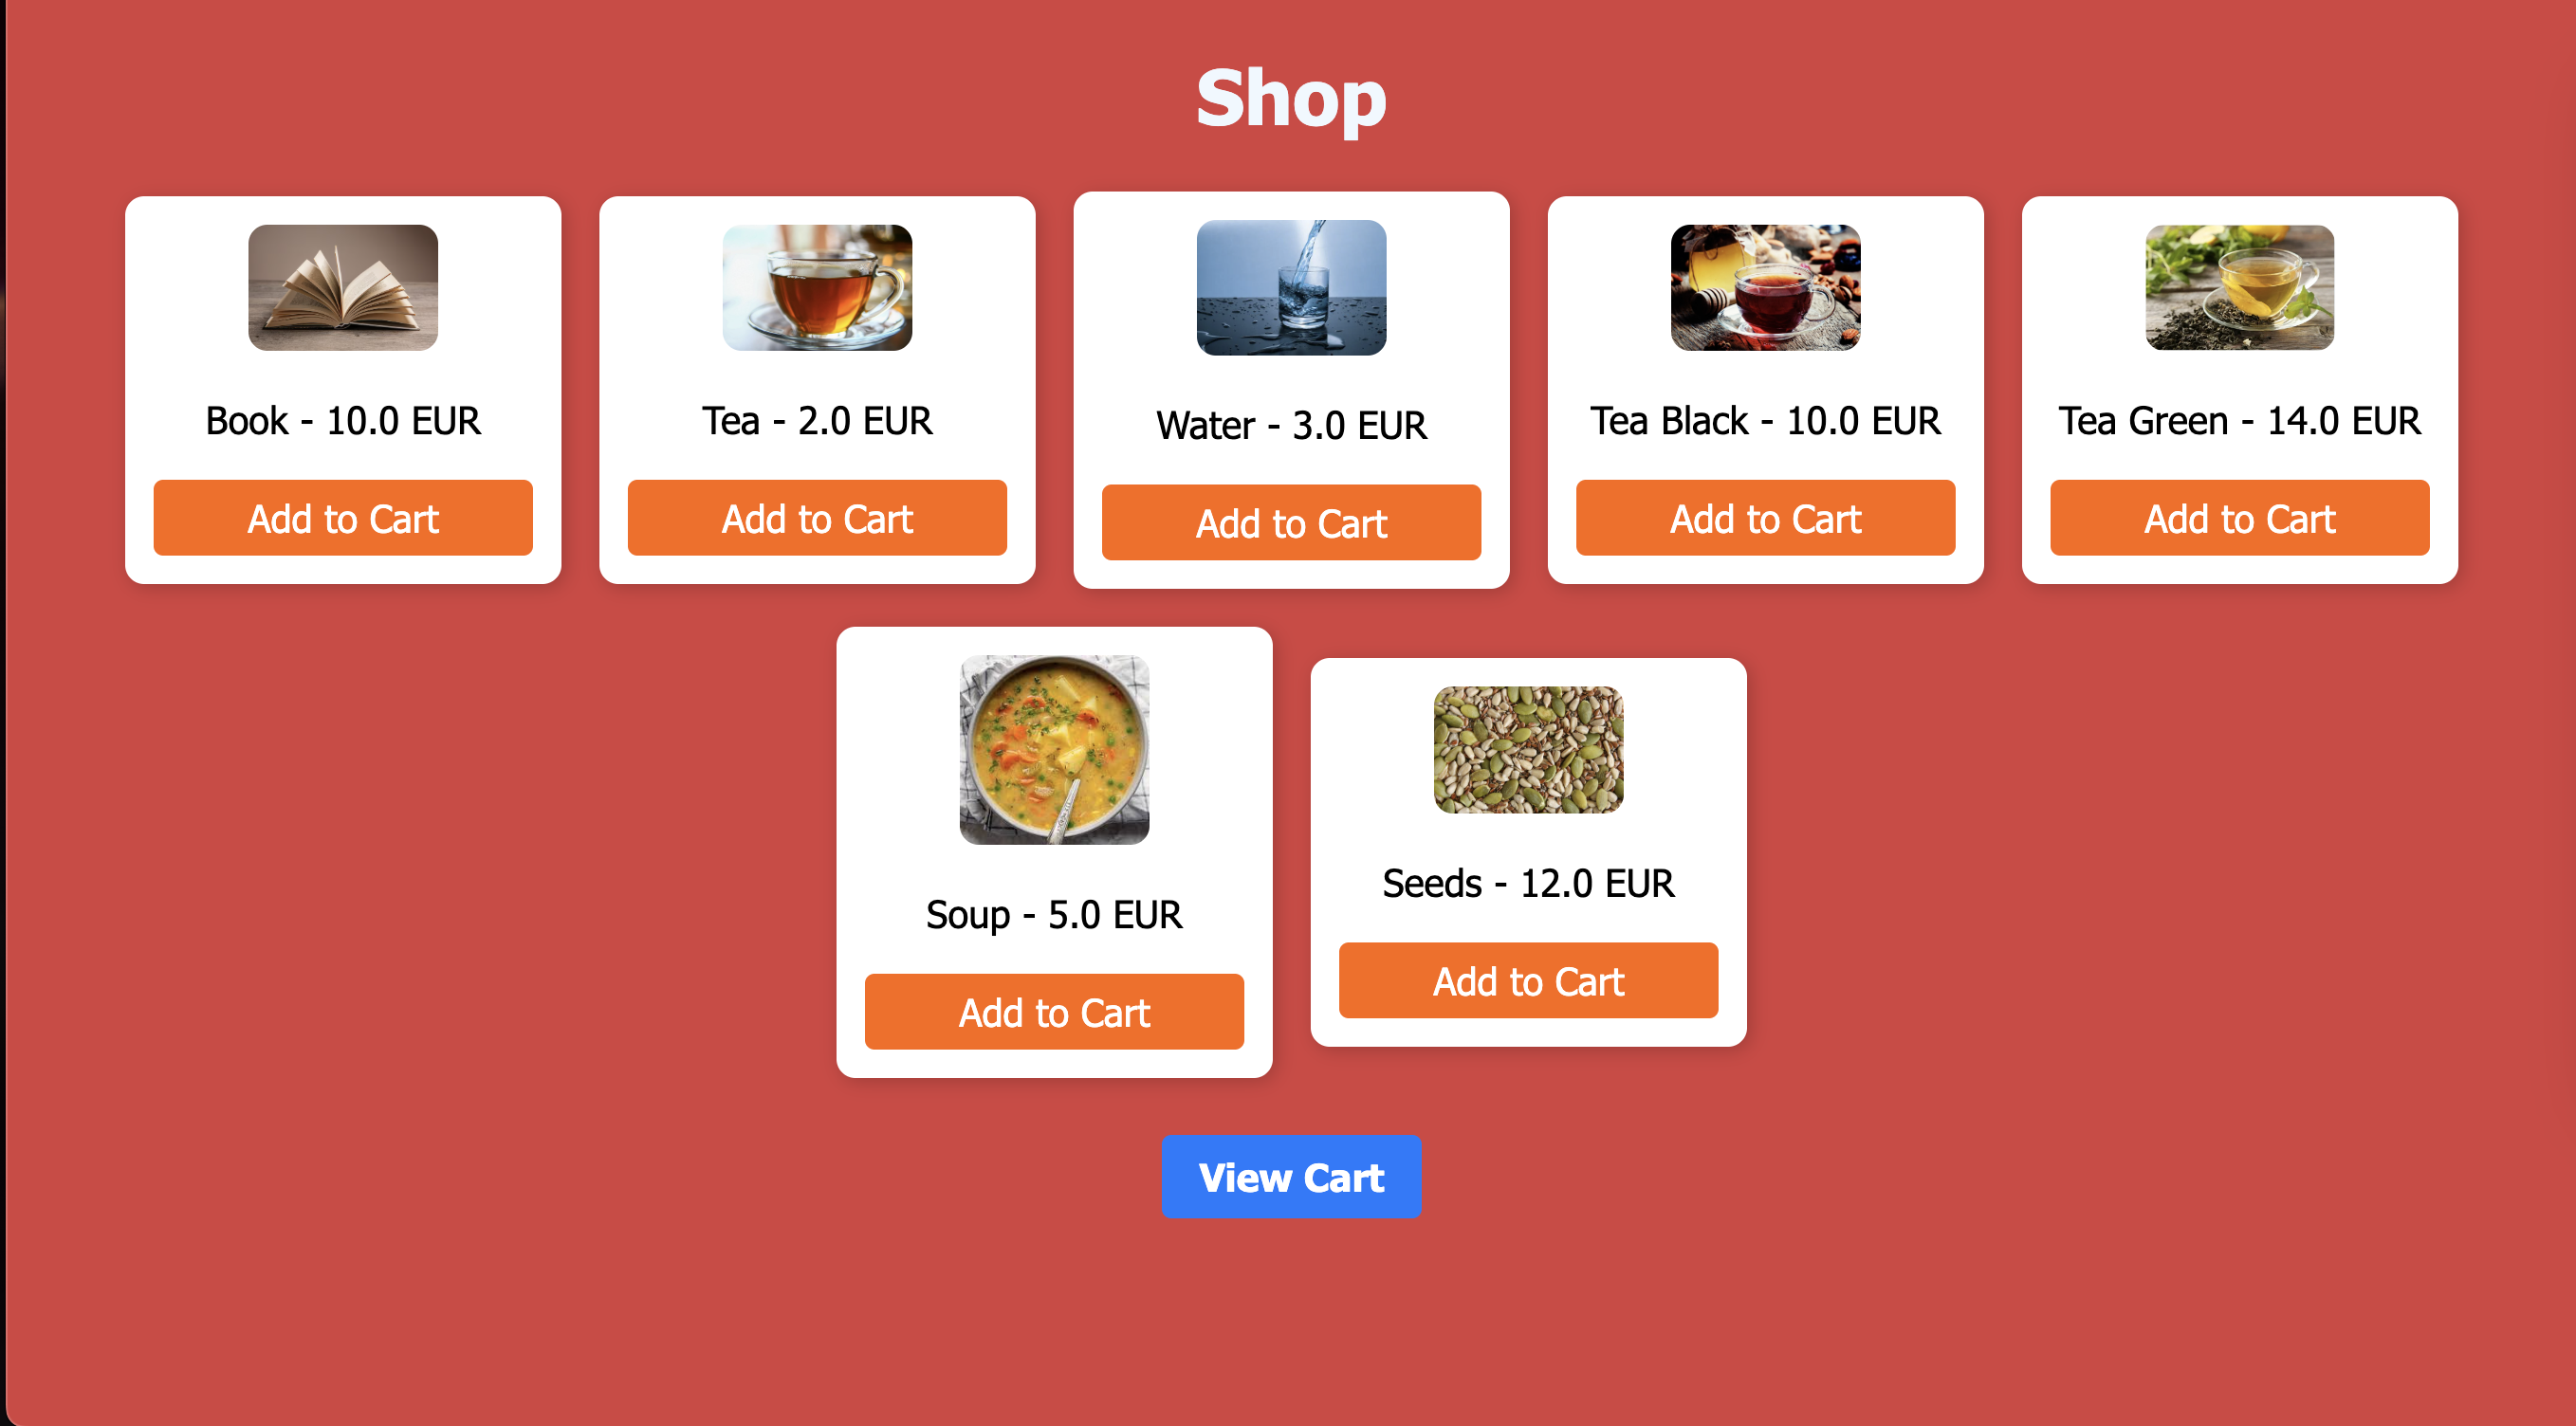 Shop
Book - 10.0 EUR
Add to Cart
Tea - 2.0 EUR
Add to Cart
Water - 3.0 EUR
Add to Cart
Tea Black - 10.0 EUR
Add to Cart
Tea Green - 14.0 EUR
Add to Cart
Soup - 5.0 EUR
Add to Cart
Seeds - 12.0 EUR
Add to Cart
View Cart